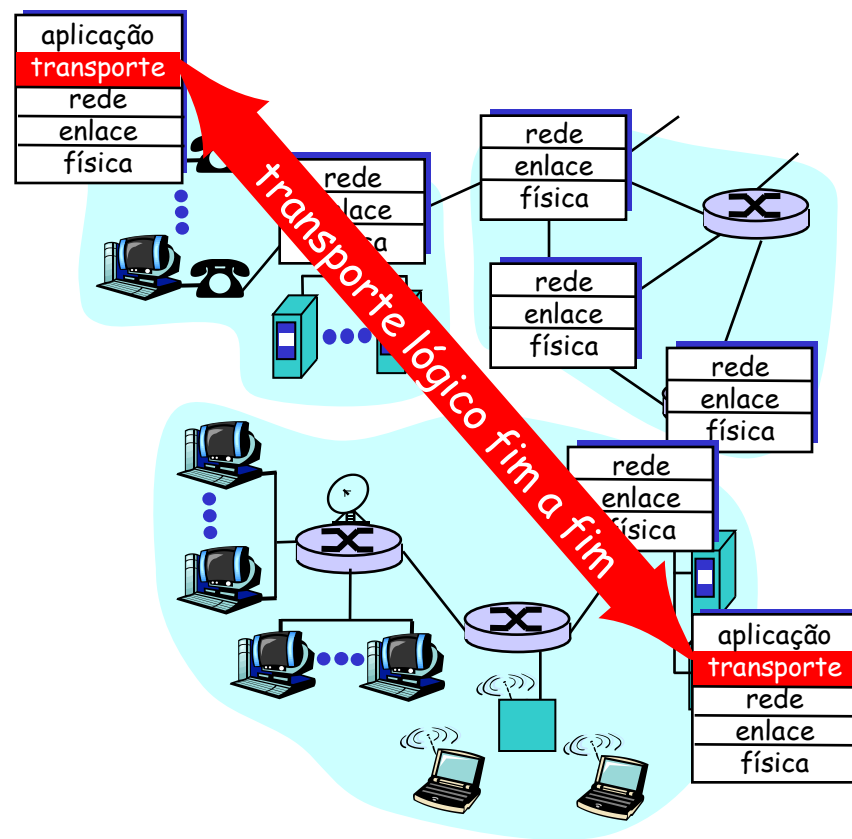 aplicação
transporte
rede
enlace
física
rede
enlace
física
rede
física
rede
enlace
física
rede
enlace
física
rede
enlace
física
transporte lógico fim a fim
aplicação
transporte
rede
enlace
física